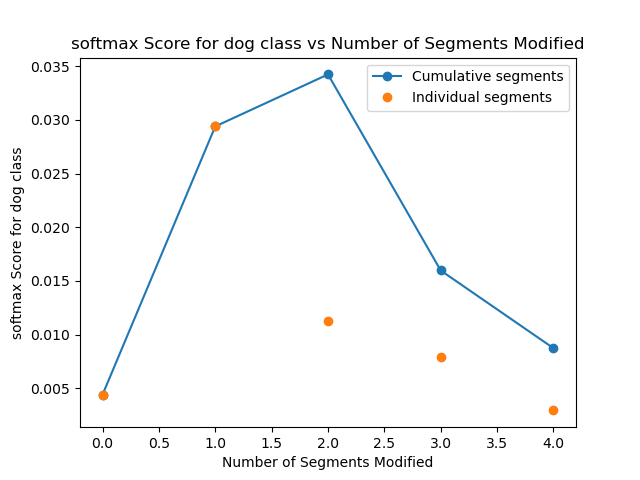 softmax Score for dog class vs Number of Segments Modified
Cumulative segments
Individual segments
0.035
0.030
0.025
0.020
0.015
0.010
0.005
softmax Score for dog class
0.0 0.5 1.0 1.5 2.0 2.5 3.0 3.5 4.0
Number of Segments Modified